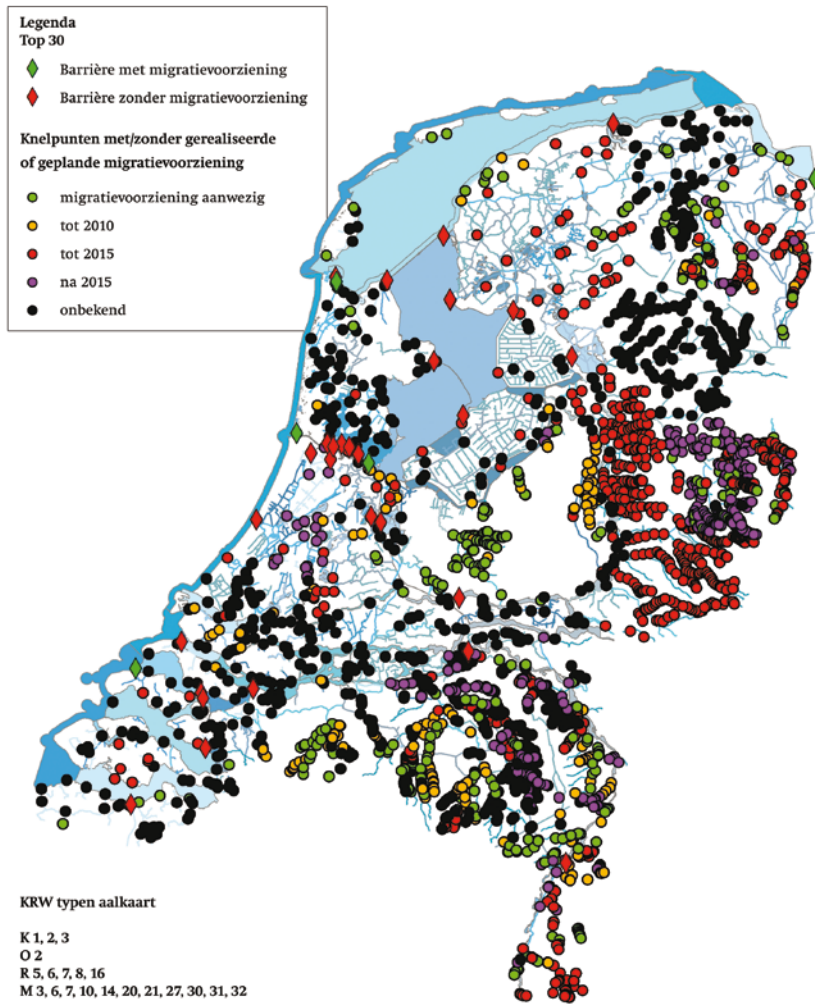 Legenda
Top 30
Barrière met migratievoorziening
Barrière zonder migratievoorziening
Knelpunten met/zonder gerealiseerde
of geplande migratievoorziening
migratievoorziening aanwezig
tot 2010
tot 2015
na 2015
onbekend
KRW typen aalkaart
K 1, 2, 3
O 2
R 5, 6, 7, 8, 16
M 3, 6, 7, 10, 14, 20, 21, 27, 30, 31, 32